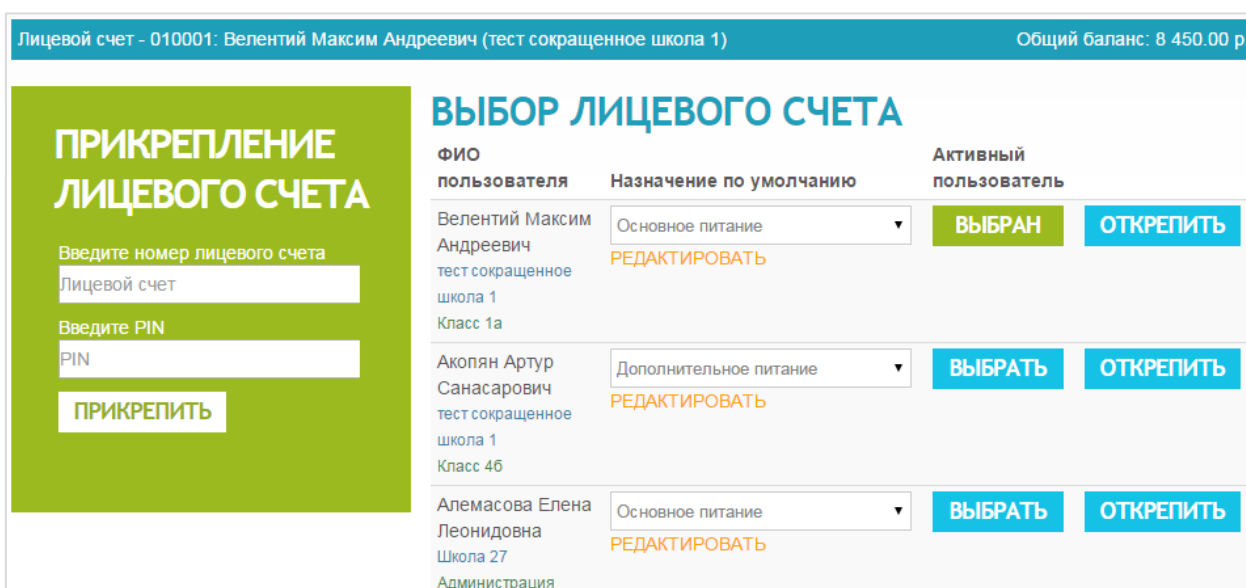 Лицевой счет - 010001: Велентий Максим Андреевич (тест сокращенное школа 1)
Общий баланс: 8 450.00 р
ПРИКРЕПЛЕНИЕ
ЛИЦЕВОГО СЧЕТА
Введите номер лицевого счета
Лицевой счет
Введите PIN
PIN
ПРИКРЕПИТЬ
ВЫБОР ЛИЦЕВОГО СЧЕТА
ФИО
пользователя
Назначение по умолчанию
Активный
пользователь
Велентий Максим
Андреевич
тест сокращенное
школа 1
Класс 1а
Основное питание
РЕДАКТИРОВАТЬ
ВЫБРАН
ОТКРЕПИТЬ
Акопян Артур
Санасарович
тест сокращенное
школа 1
Класс 4б
Дополнительное питание
РЕДАКТИРОВАТЬ
ВЫБРАТЬ
ОТКРЕПИТЬ
Алемасова Елена
Леонидовна
Школа 27
Администрация
Основное питание
РЕДАКТИРОВАТЬ
ВЫБРАТЬ
ОТКРЕПИТЬ